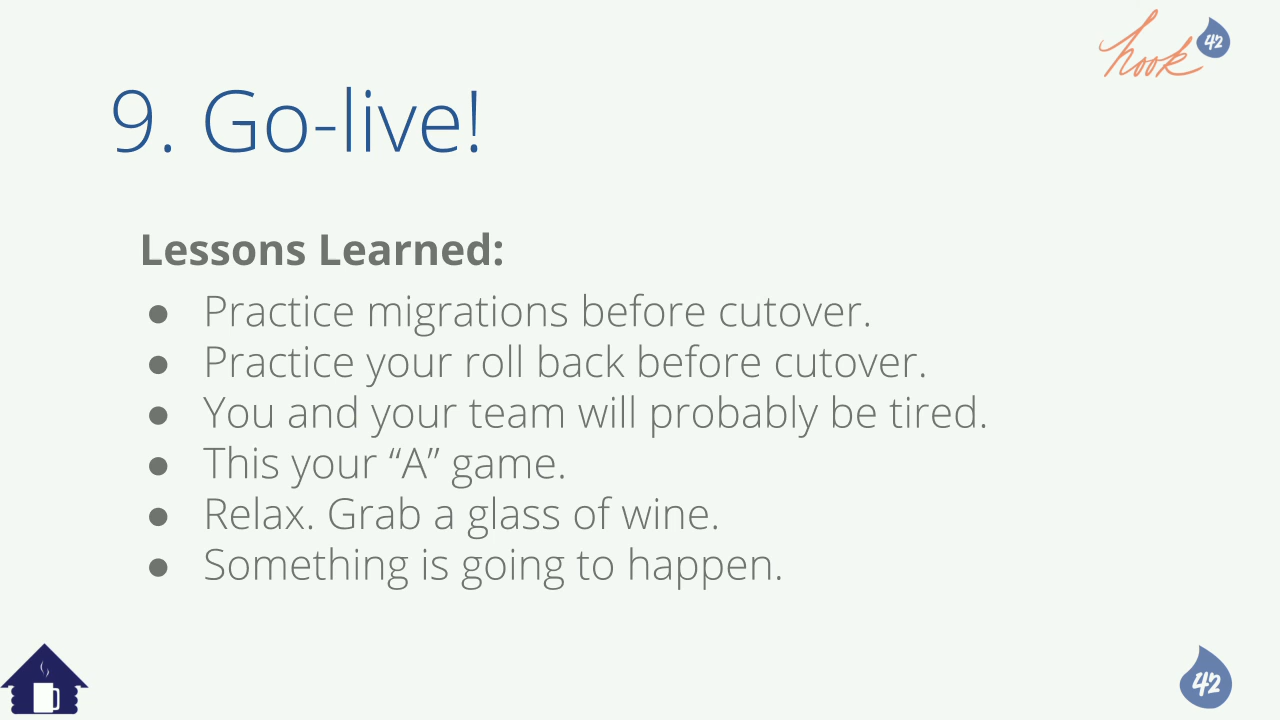 hook 42
9. Go-live!
Lessons Learned:
● Practice migrations before cutover.
● Practice your roll back before cutover.
● You and your team will probably be tired.
● This your “A” game.
● Relax. Grab a glass of wine.
● Something is going to happen.
42